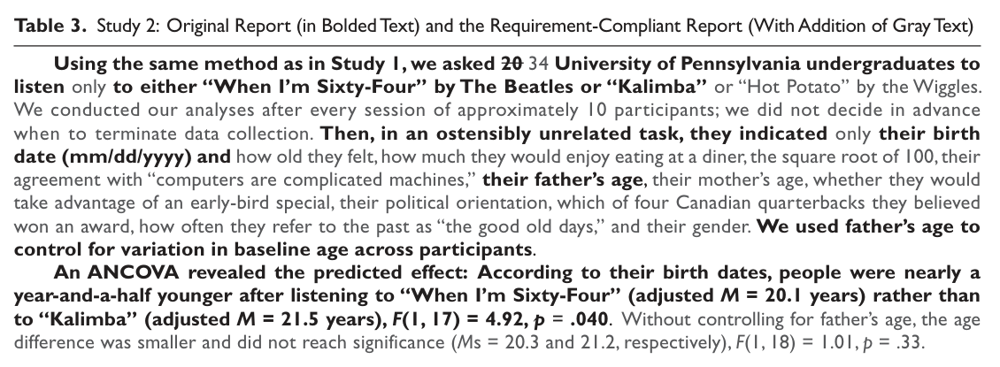 Table 3. Study 2: Original Report (in Bolded Text) and the Requirement-Compliant Report (With Addition of Gray Text)
Using the same method as in Study 1, we asked 20 34 University of Pennsylvania undergraduates to
listen only to either “When I’m Sixty-Four” by The Beatles or “Kalimba” or “Hot Potato” by the Wiggles.
We conducted our analyses after every session of approximately 10 participants; we did not decide in advance
when to terminate data collection. Then, in an ostensibly unrelated task, they indicated only their birth
date (mm/dd/yyyy) and how old they felt, how much they would enjoy eating at a diner, the square root of 100, their
agreement with “computers are complicated machines,” their father’s age, their mother’s age, whether they would
take advantage of an early-bird special, their political orientation, which of four Canadian quarterbacks they believed
won an award, how often they refer to the past as “the good old days,” and their gender. We used father’s age to
control for variation in baseline age across participants.
An ANCOVA revealed the predicted effect: According to their birth dates, people were nearly a
year-and-a-half younger after listening to “When I’m Sixty-Four” (adjusted M = 20.1 years) rather than
to “Kalimba” (adjusted M = 21.5 years), F(1, 17) = 4.92, p = .040. Without controlling for father’s age, the age
difference was smaller and did not reach significance (Ms = 20.3 and 21.2, respectively), F(1, 18) = 1.01, p = .33.